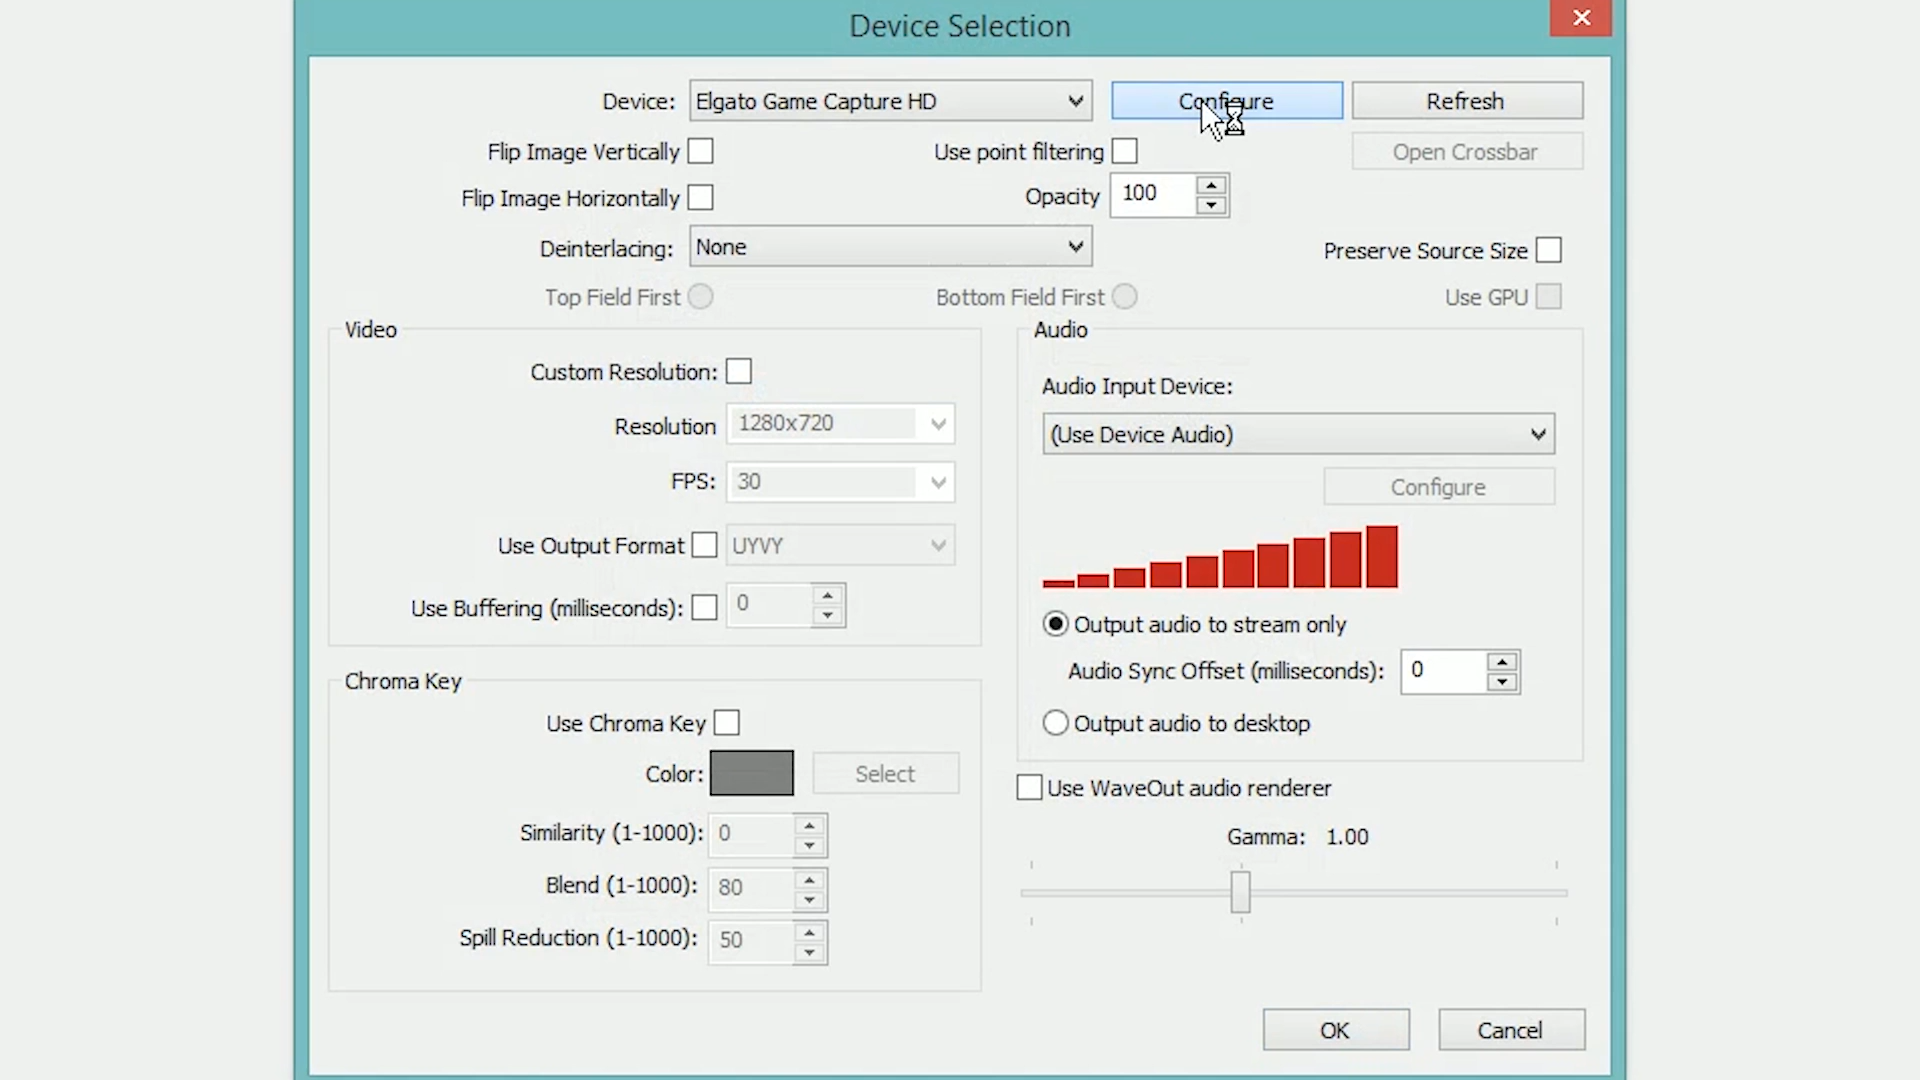 Device Selection
Device: Elgato Game Capture HD Configure Refresh
Flip Image Vertically Use point filtering Open Crossbar
Flip Image Horizontally Opacity 100
Deinterlacing: None Preserve Source Size
Top Field First Bottom Field First Use GPU
Video
Custom Resolution:
Resolution 1280x720
FPS: 30
Use Output Format UYVY
Use Buffering (milliseconds): 0
Audio
Audio Input Device:
(Use Device Audio)
Configure
Output audio to stream only
Audio Sync Offset (milliseconds): 0
Output audio to desktop
Chroma Key
Use Chroma Key
Color: Select
Similarity (1-1000): 0
Blend (1-1000): 80
Spill Reduction (1-1000): 50
Use WaveOut audio renderer
Gamma: 1.00
OK Cancel